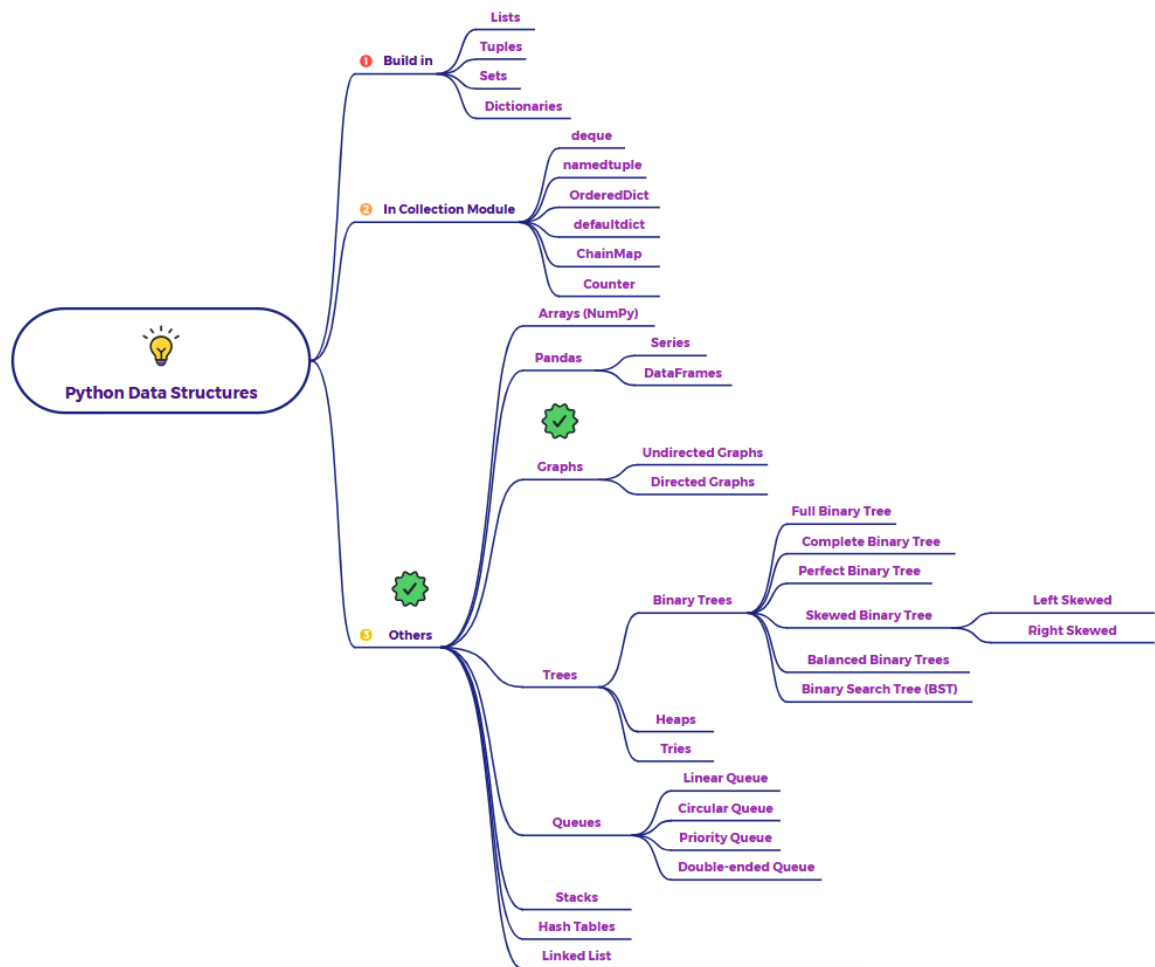 Python Data Structures
1 Build in
Lists
Tuples
Sets
Dictionaries
2 In Collection Module
deque
namedtuple
OrderedDict
defaultdict
ChainMap
Counter
3 Others
Arrays (NumPy)
Pandas
Series
DataFrames
Graphs
Undirected Graphs
Directed Graphs
Trees
Binary Trees
Full Binary Tree
Complete Binary Tree
Perfect Binary Tree
Skewed Binary Tree
Left Skewed
Right Skewed
Balanced Binary Trees
Binary Search Tree (BST)
Heaps
Tries
Queues
Linear Queue
Circular Queue
Priority Queue
Double-ended Queue
Stacks
Hash Tables
Linked List